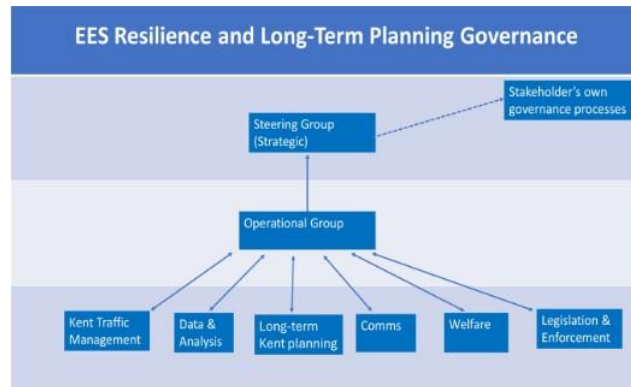 EES Resilience and Long-Term Planning Governance
Stakeholder's own
governance processes
Steering Group
(Strategic)
Operational Group
Kent Traffic
Management
Data &
Analysis
Long-term
Kent planning
Comms
Welfare
Legislation &
Enforcement